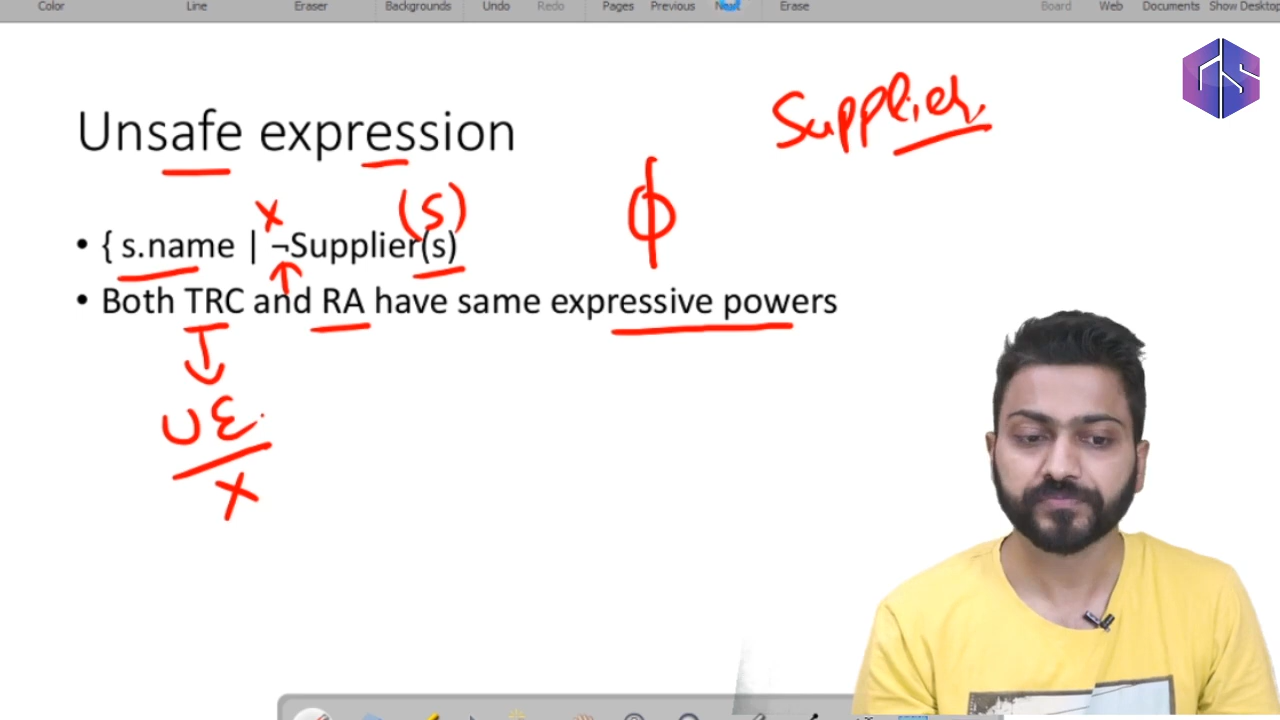 Color Line Eraser Backgrounds Undo Redo Pages Previous Next Erase Board Web Documents Show Desktop
Supplier
Unsafe expression
x (s) ϕ
• { s.name | ¬Supplier(s)
• Both TRC and RA have same expressive powers
UE
x